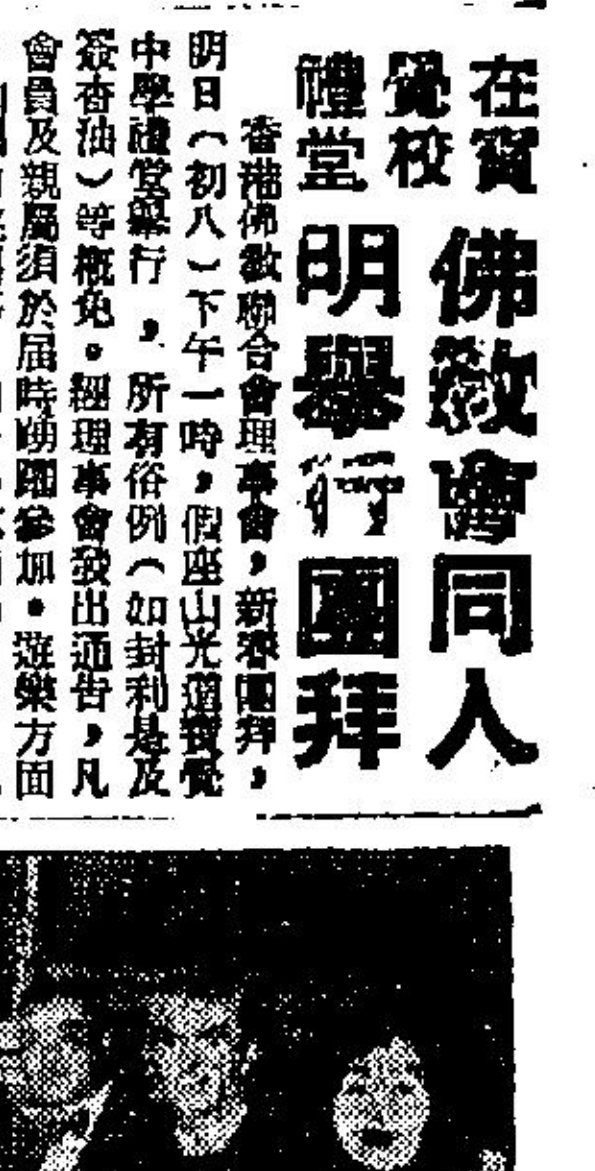 在寳
覺校
禮堂
佛教會同人
明舉行團拜
香港佛教聯合會理事會，新春團拜，
明日（初八）下午一時，假座山光道寳覺
中學禮堂舉行，所有俗例（如封利是及
簽香油）等概免。經理事會發出通告，凡
會員及親屬須於屆時踴躍參加。遊樂方面